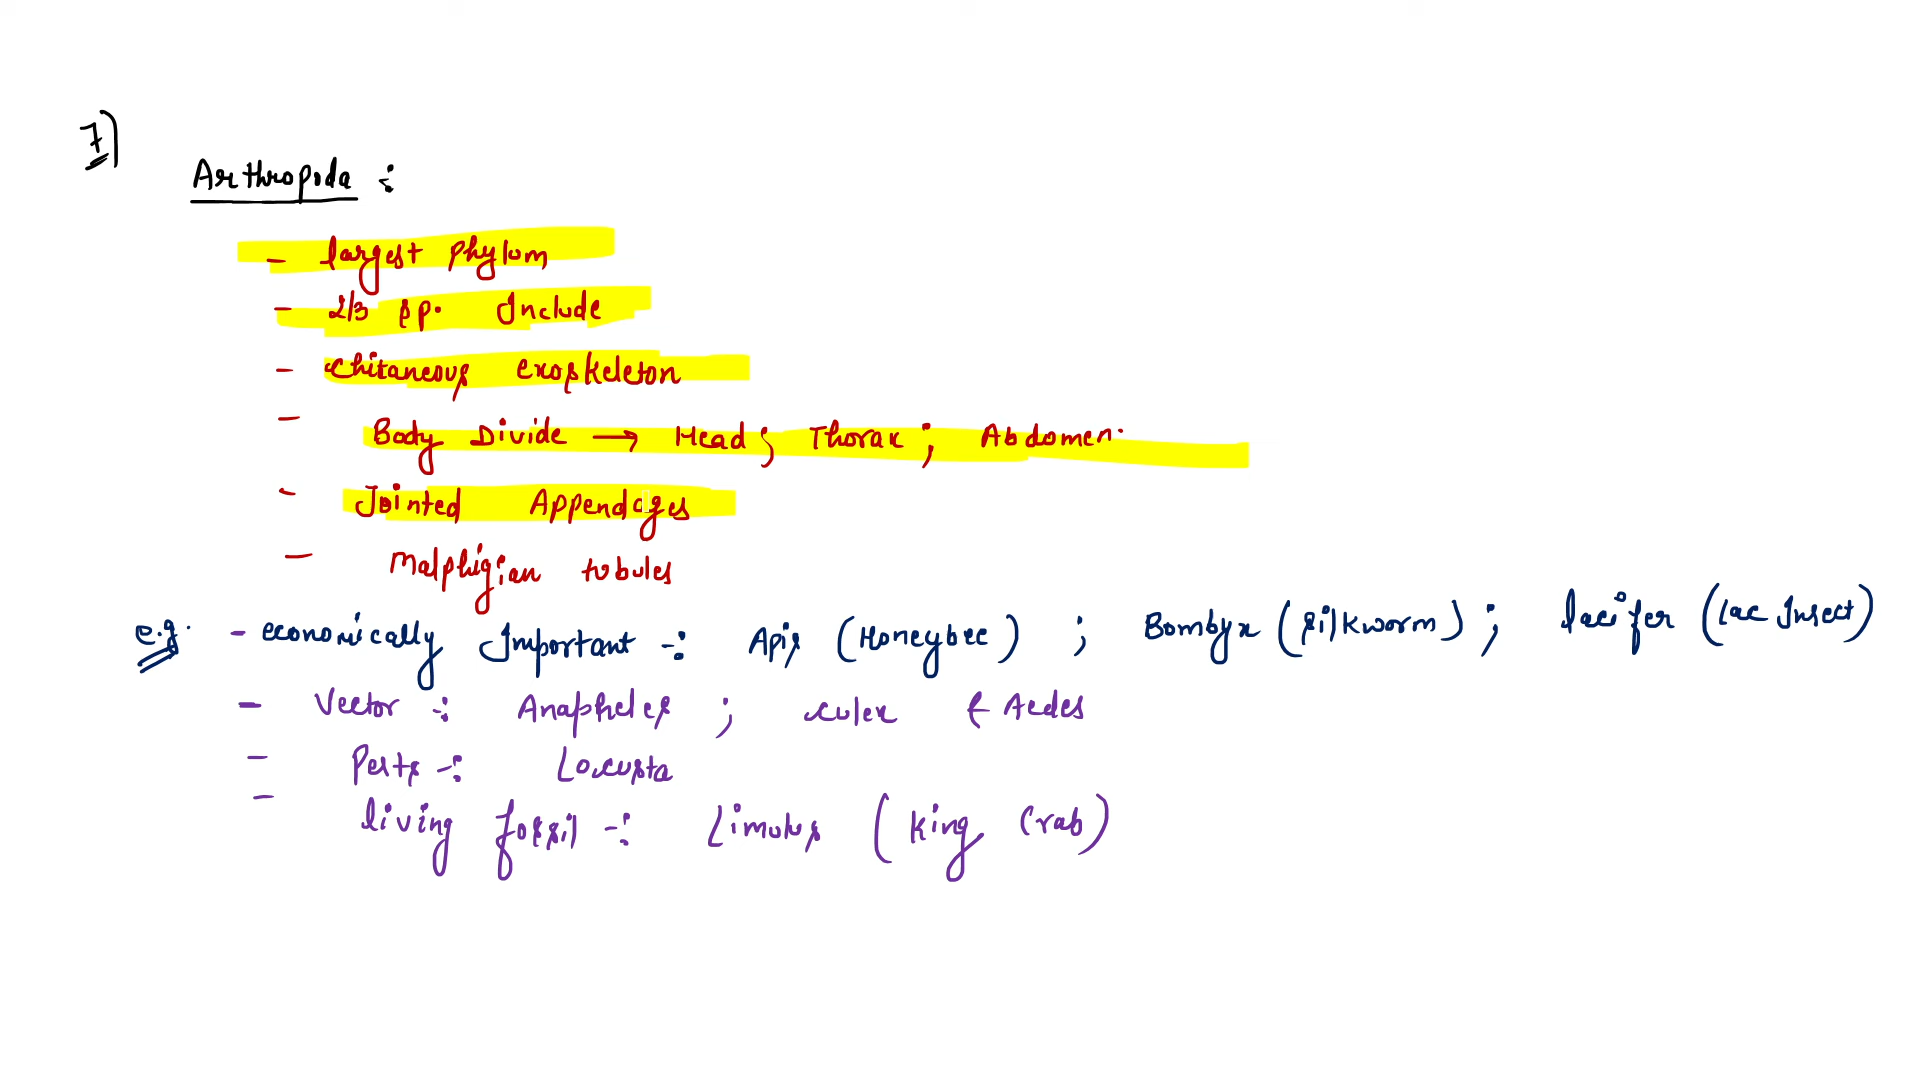 7)
Arthropoda :-
- largest phylum
- 2/3 sp. Include
- chitaneous exoskeleton
- Body Divide → Head; Thorax; Abdomen.
- Jointed Appendages
- Malphigian tubules
e.g. - economically Important -: Apis (Honeybee) ; Bombyx (silkworm) ; lacifer (lac Insect)
- Vector -: Anapheles ; culex & Aedes
- Pests -: Locusta
- living fossil -: Limulus (King Crab)